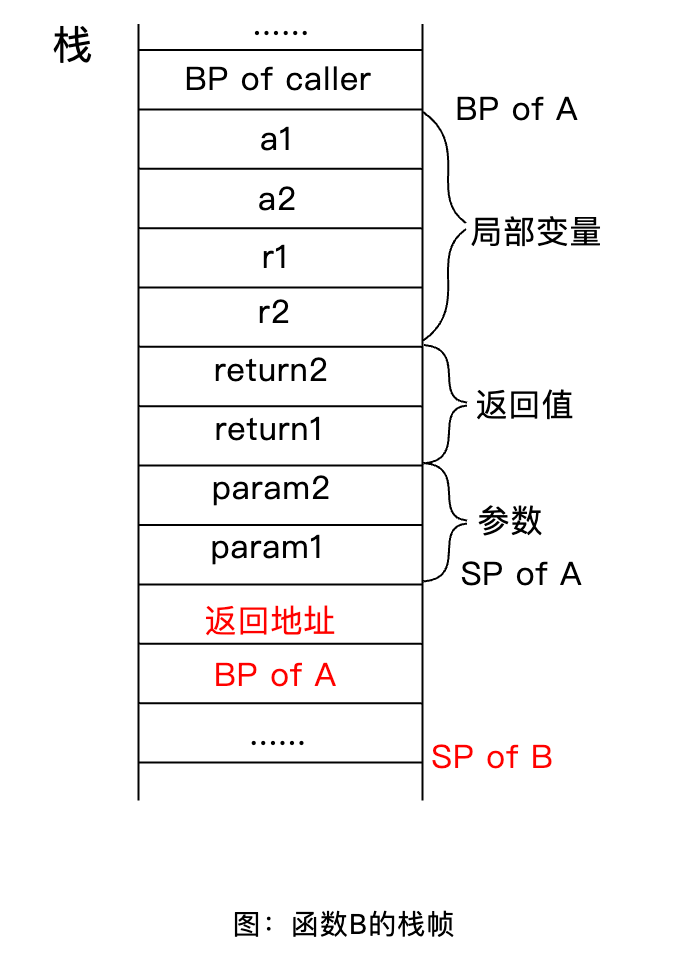 栈
......
BP of caller
BP of A
a1
a2
局部变量
r1
r2
return2
返回值
return1
param2
参数
param1
SP of A
返回地址
BP of A
......
SP of B
图：函数B的栈帧